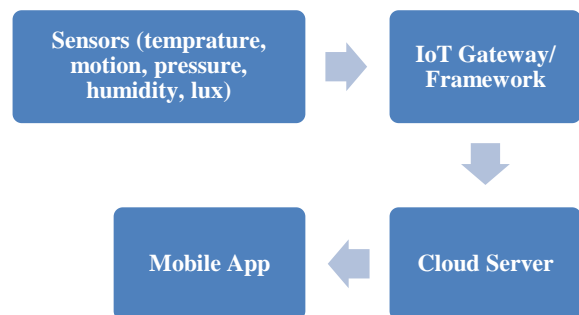 Sensors (temprature,
motion, pressure,
humidity, lux)
IoT Gateway/
Framework
Mobile App
Cloud Server